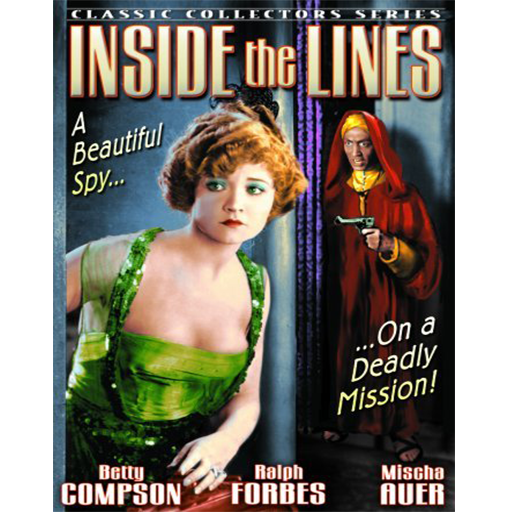 CLASSIC COLLECTORS SERIES
INSIDE the LINES
A
Beautiful
Spy...
...On a
Deadly
Mission!
Betty
COMPSON
Ralph
FORBES
Mischa
AUER